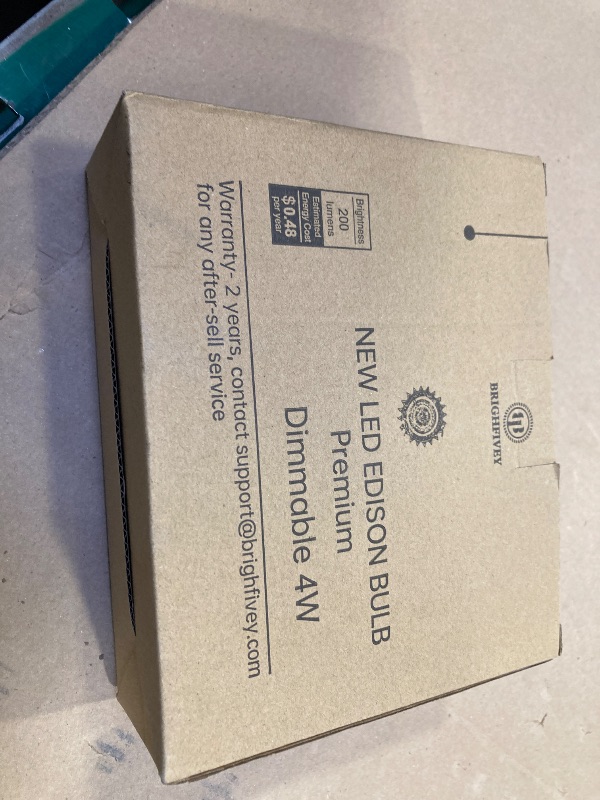 BRIGHFIVEY
NEW LED EDISON BULB
Premium
Dimmable 4W
Brightness
200
lumens
Estimated
Energy Cost
$0.48
per year
Warranty- 2 years, contact support@brighfivey.com
for any after-sell service